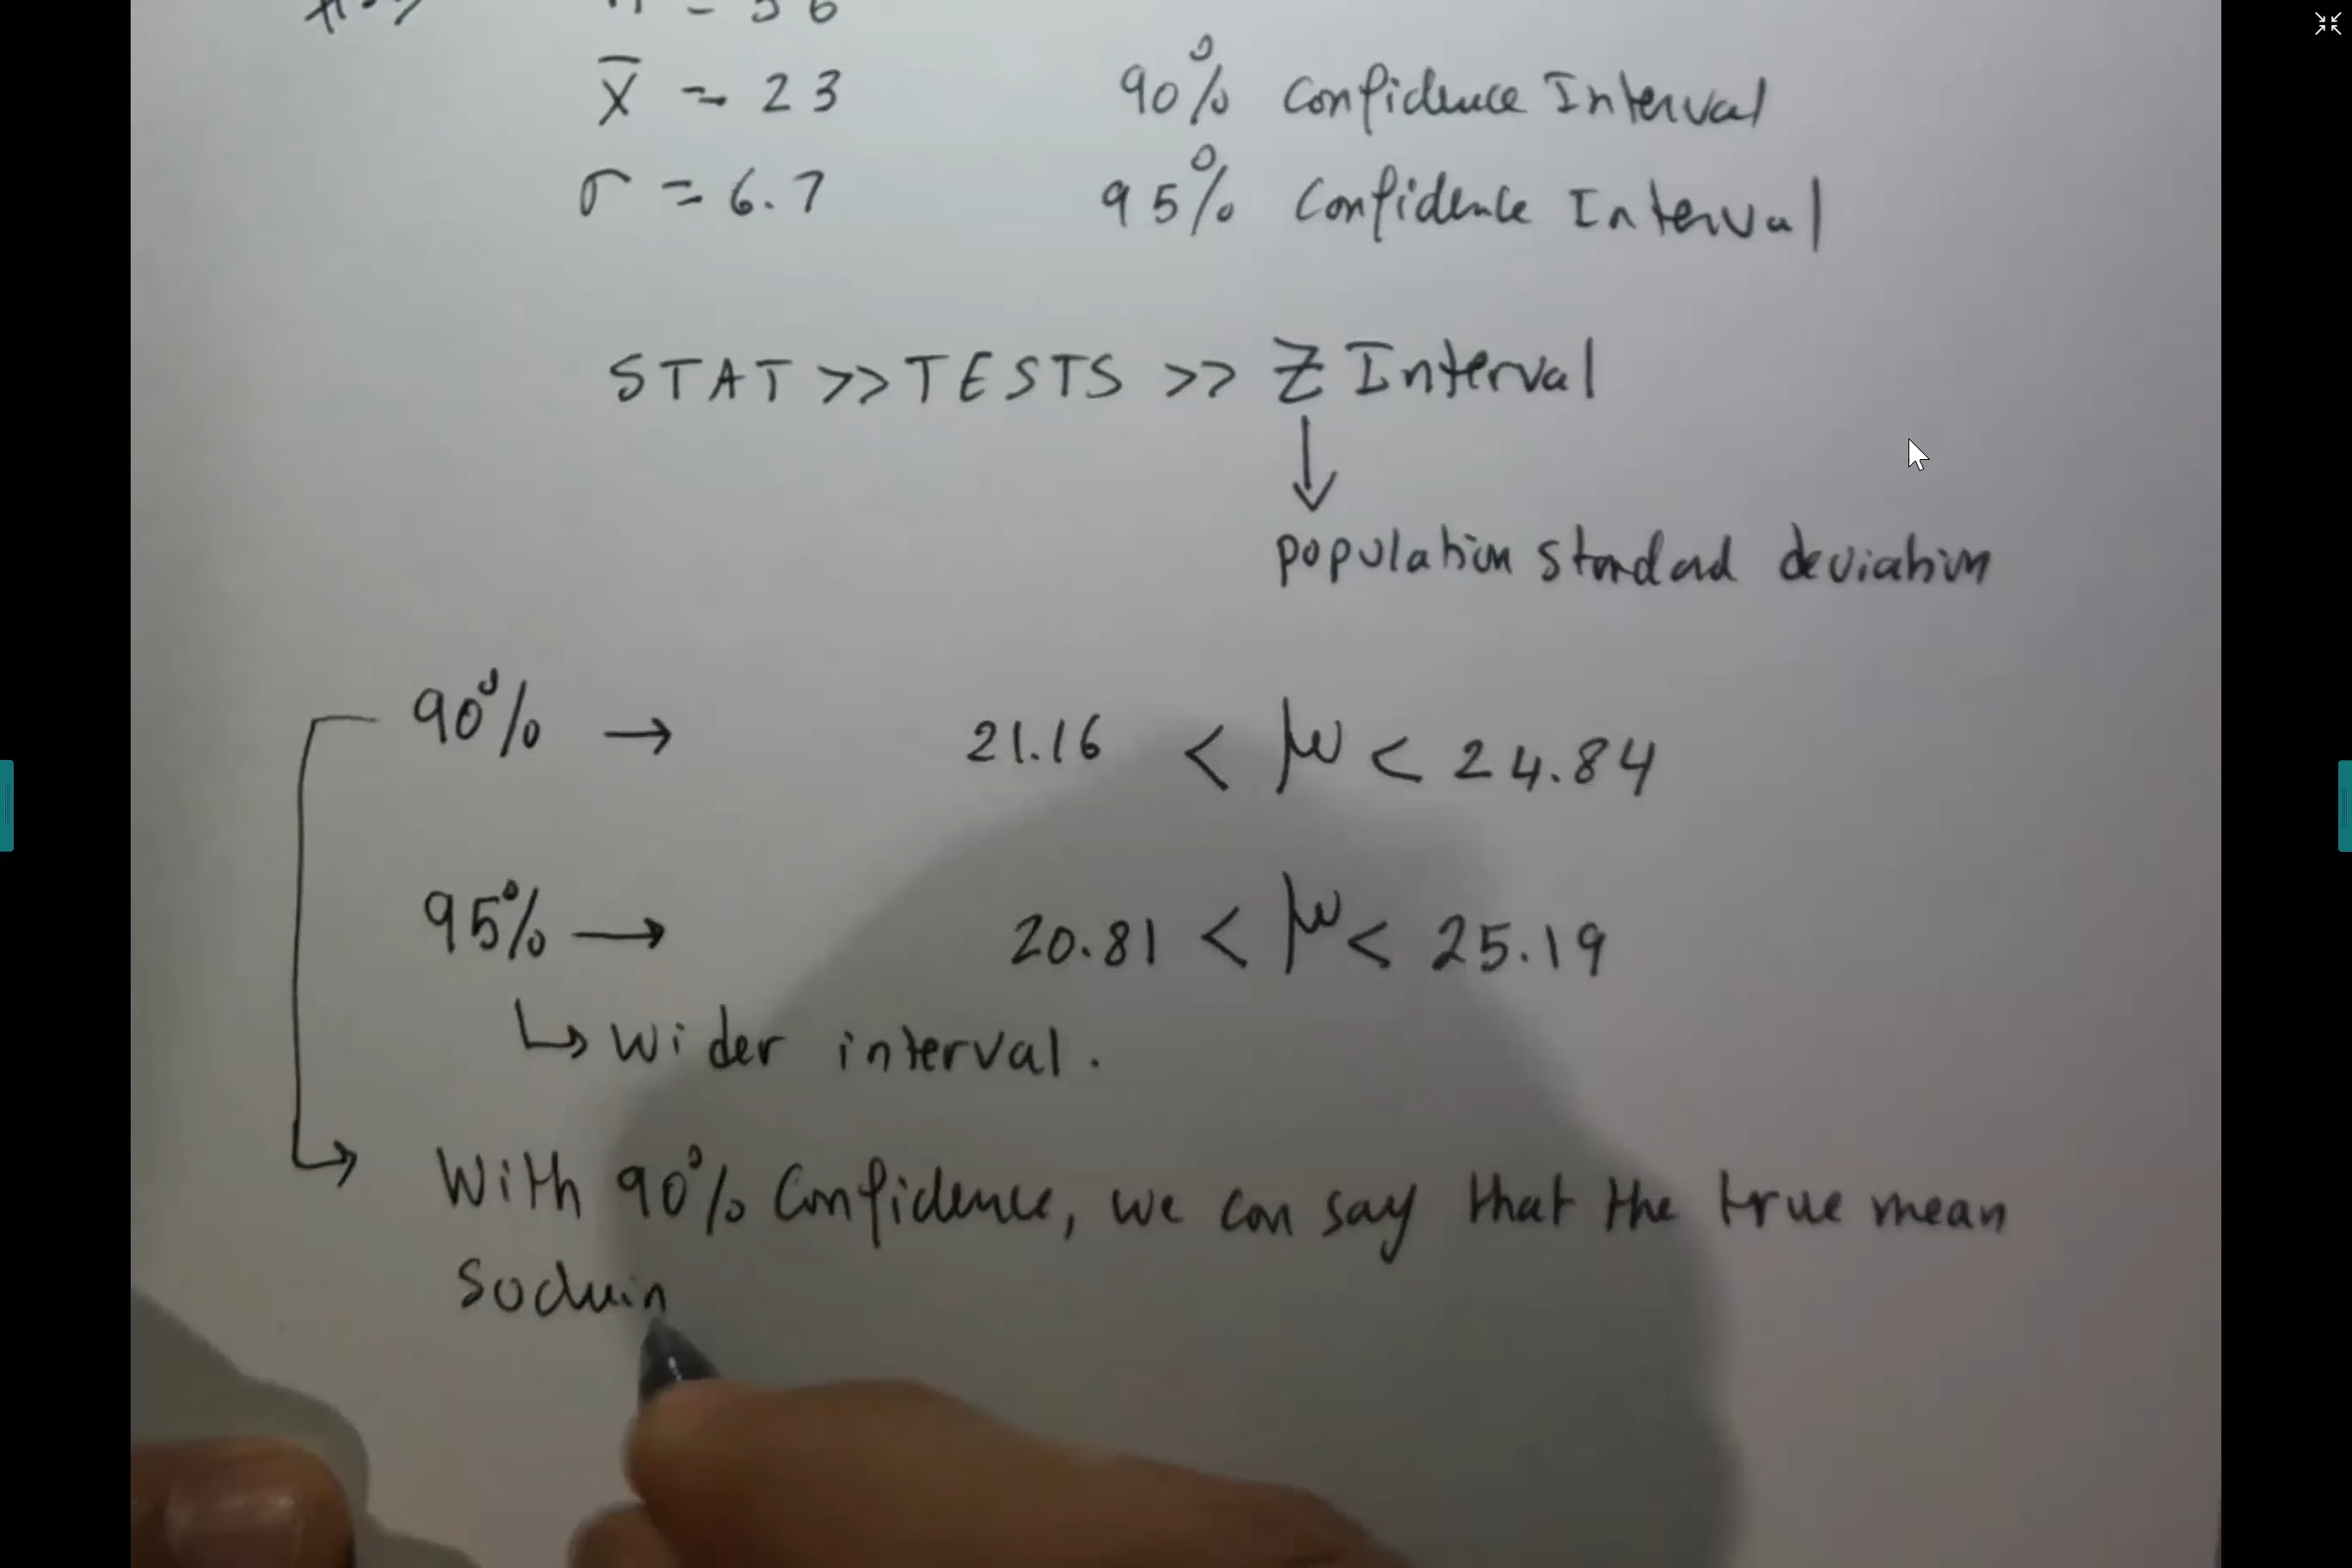 = 36
x̄ = 23
90% Confidence Interval
σ = 6.7
95% Confidence Interval
STAT >> TESTS >> Z Interval
↓
population standard deviation
90% → 21.16 < μ < 24.84
95% → 20.81 < μ < 25.19
↳ wider interval.
With 90% Confidence, we can say that the true mean
Sodium